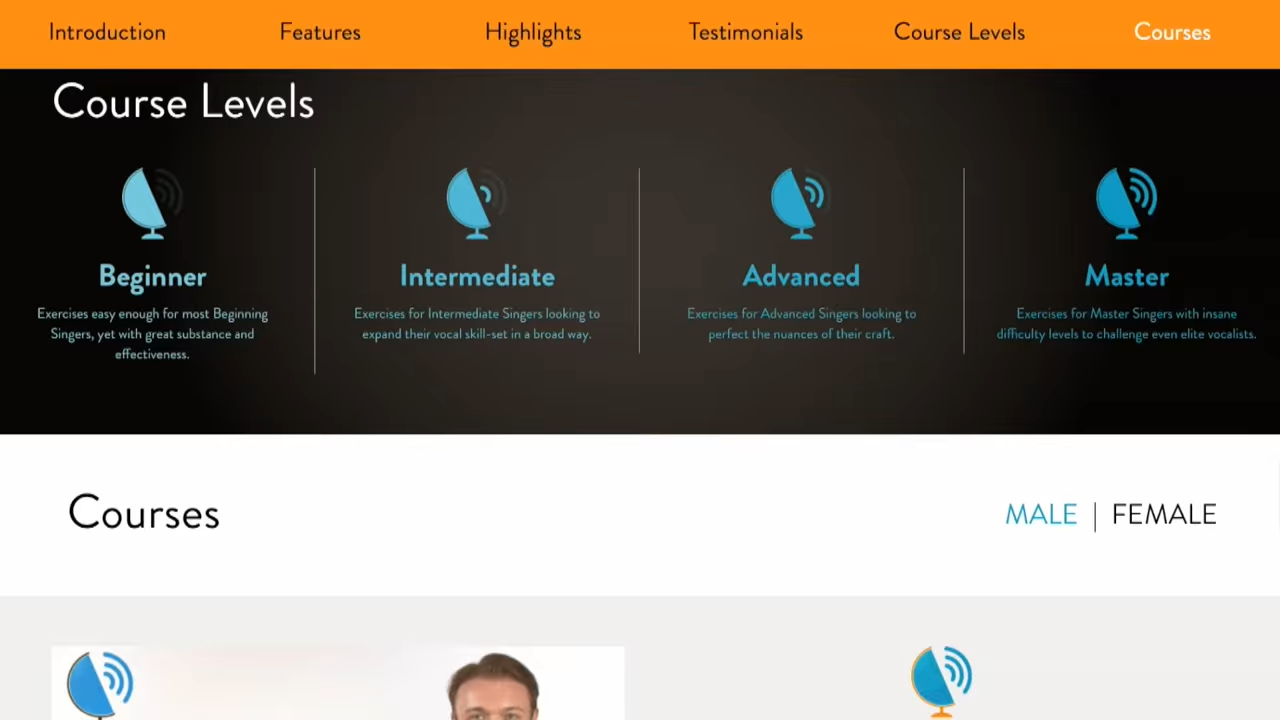 Introduction Features Highlights Testimonials Course Levels Courses
Course Levels
Beginner
Exercises easy enough for most Beginning
Singers, yet with great substance and
effectiveness.
Intermediate
Exercises for Intermediate Singers looking to
expand their vocal skill-set in a broad way.
Advanced
Exercises for Advanced Singers looking to
perfect the nuances of their craft.
Master
Exercises for Master Singers with insane
difficulty levels to challenge even elite vocalists.
Courses
MALE | FEMALE